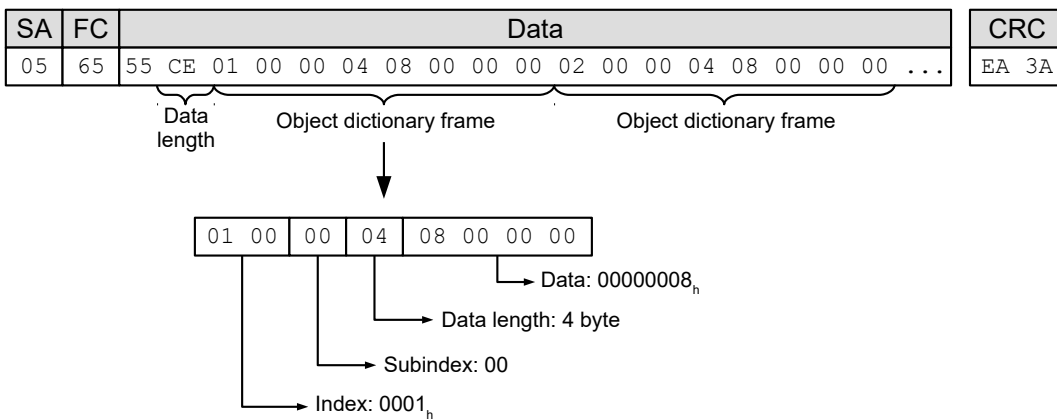 SA FC Data CRC
05 65 55 CE 01 00 00 04 08 00 00 00 02 00 00 04 08 00 00 00 ... EA 3A
Data length
Object dictionary frame
Object dictionary frame
01 00 00 04 08 00 00 00
Data: 00000008h
Data length: 4 byte
Subindex: 00
Index: 0001h